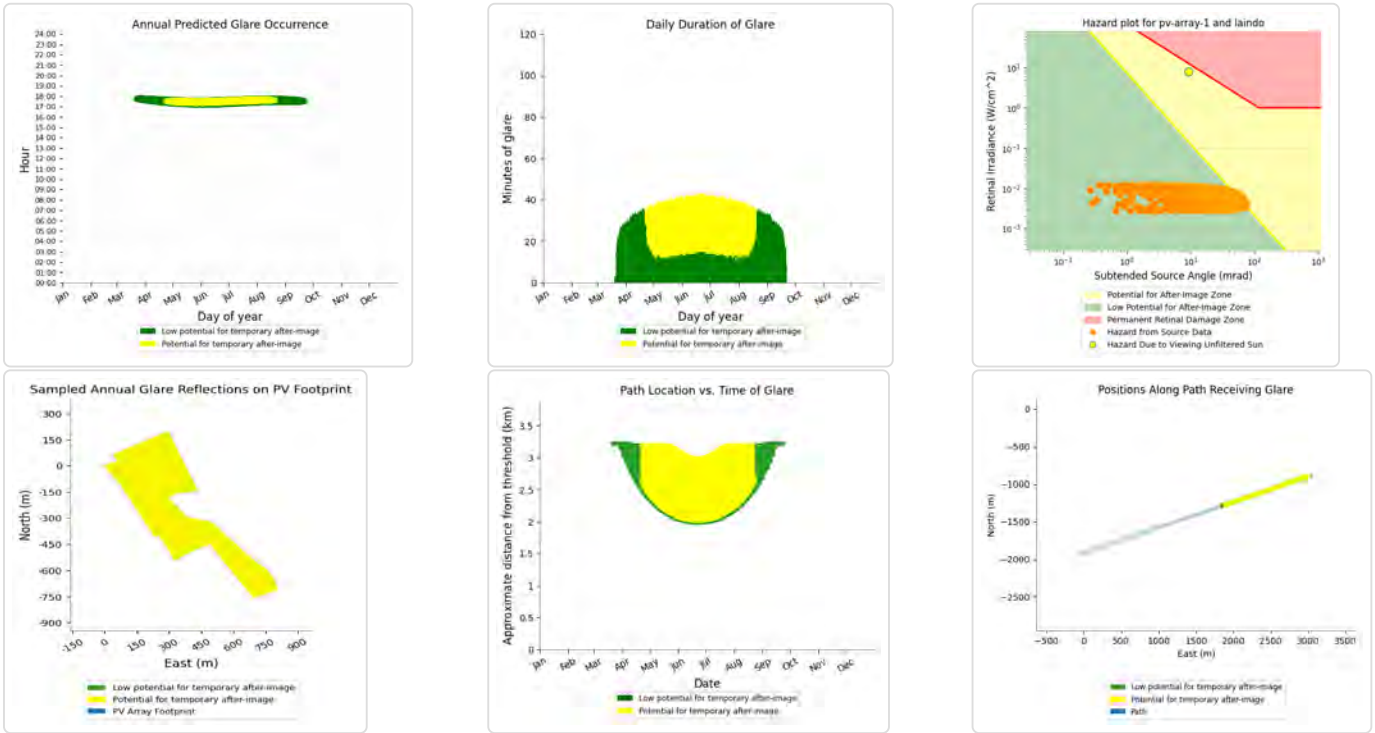 Annual Predicted Glare Occurrence
24:00
23:00
22:00
21:00
20:00
19:00
18:00
17:00
16:00
15:00
14:00
13:00
12:00
11:00
10:00
09:00
08:00
07:00
06:00
05:00
04:00
03:00
02:00
01:00
00:00
Hour
Jan Feb Mar Apr May Jun Jul Aug Sep Oct Nov Dec
Day of year
Low potential for temporary after-image
Potential for temporary after-image
Daily Duration of Glare
120
100
80
60
40
20
0
Minutes of glare
Jan Feb Mar Apr May Jun Jul Aug Sep Oct Nov Dec
Day of year
Low potential for temporary after-image
Potential for temporary after-image
Hazard plot for pv-array-1 and laindo
10¹
10⁰
10⁻¹
10⁻²
10⁻³
Retinal Irradiance (W/cm^2)
10⁻¹ 10⁰ 10¹ 10² 10³
Subtended Source Angle (mrad)
Potential for After-Image Zone
Low Potential for After-Image Zone
Permanent Retinal Damage Zone
Hazard from Source Data
Hazard Due to Viewing Unfiltered Sun
Sampled Annual Glare Reflections on PV Footprint
300
150
0
−150
−300
−450
−600
−750
−900
North (m)
-150 0 150 300 450 600 750 900
East (m)
Low potential for temporary after-image
Potential for temporary after-image
PV Array Footprint
Path Location vs. Time of Glare
3.5
3
2.5
2
1.5
1
0.5
0
Approximate distance from threshold (km)
Jan Feb Mar Apr May Jun Jul Aug Sep Oct Nov Dec
Date
Low potential for temporary after-image
Potential for temporary after-image
Positions Along Path Receiving Glare
0
−500
−1000
−1500
−2000
−2500
North (m)
−500 0 500 1000 1500 2000 2500 3000 3500
East (m)
Low potential for temporary after-image
Potential for temporary after-image
Path